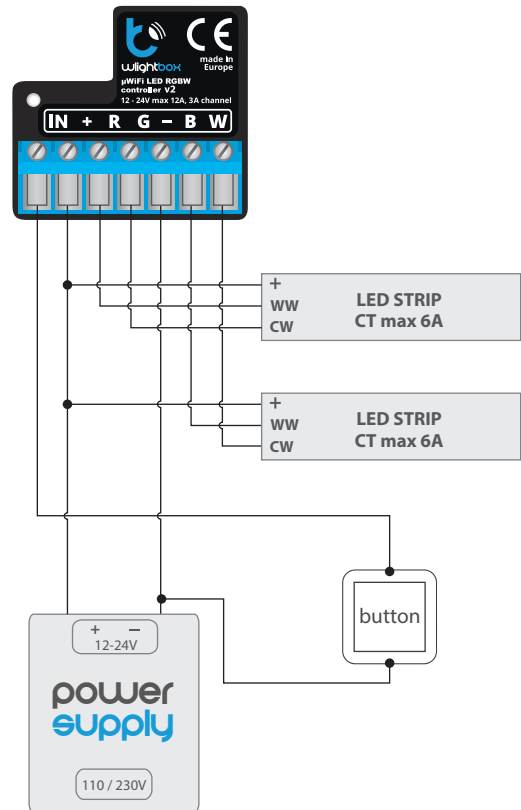 wlightbox
CE
made in
Europe
µWiFi LED RGBW
controller v2
12 - 24V max 12A, 3A channel
IN + R G – B W
+
WW
CW
LED STRIP
CT max 6A
+
WW
CW
LED STRIP
CT max 6A
button
+ –
12-24V
power
supply
110 / 230V